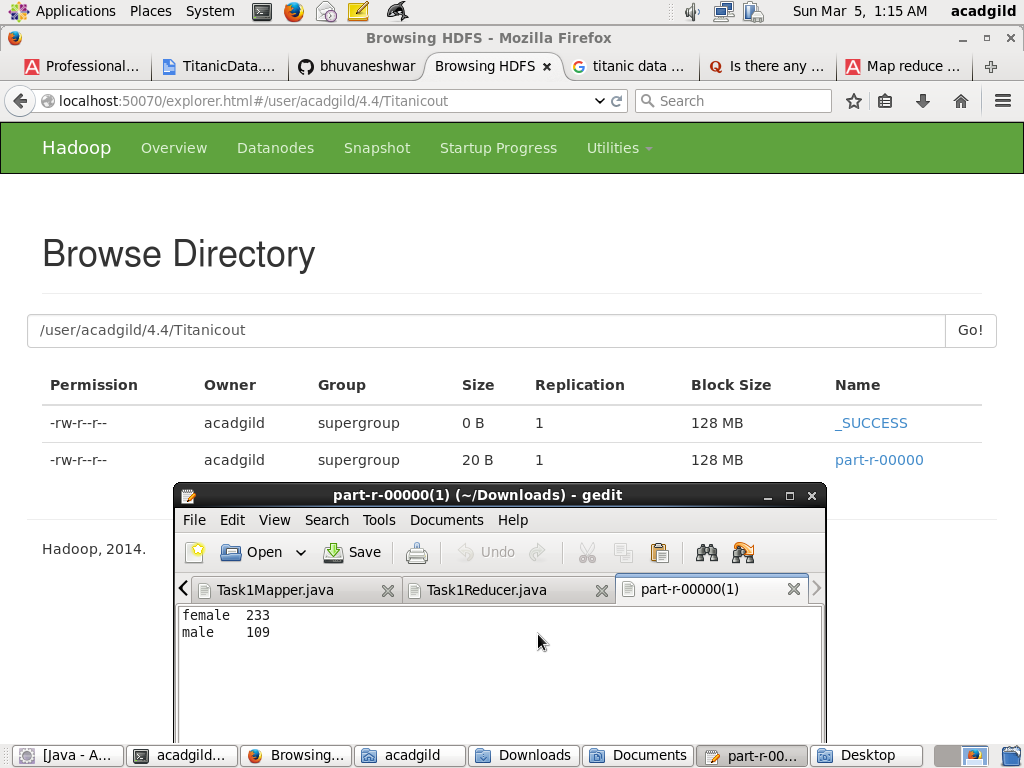 Applications Places System Sun Mar 5, 1:15 AM acadgild
Browsing HDFS - Mozilla Firefox
Professional... TitanicData.... bhuvaneshwar Browsing HDFS titanic data ... Is there any ... Map reduce ...
localhost:50070/explorer.html#/user/acadgild/4.4/Titanicout Search
Hadoop Overview Datanodes Snapshot Startup Progress Utilities
Browse Directory
/user/acadgild/4.4/Titanicout Go!
Permission Owner Group Size Replication Block Size Name
-rw-r--r-- acadgild supergroup 0 B 1 128 MB _SUCCESS
-rw-r--r-- acadgild supergroup 20 B 1 128 MB part-r-00000
Hadoop, 2014.
part-r-00000(1) (~/Downloads) - gedit
File Edit View Search Tools Documents Help
Open Save Undo
Task1Mapper.java Task1Reducer.java part-r-00000(1)
female 233
male 109
[Java - A... acadgild... Browsing... acadgild Downloads Documents part-r-00... Desktop